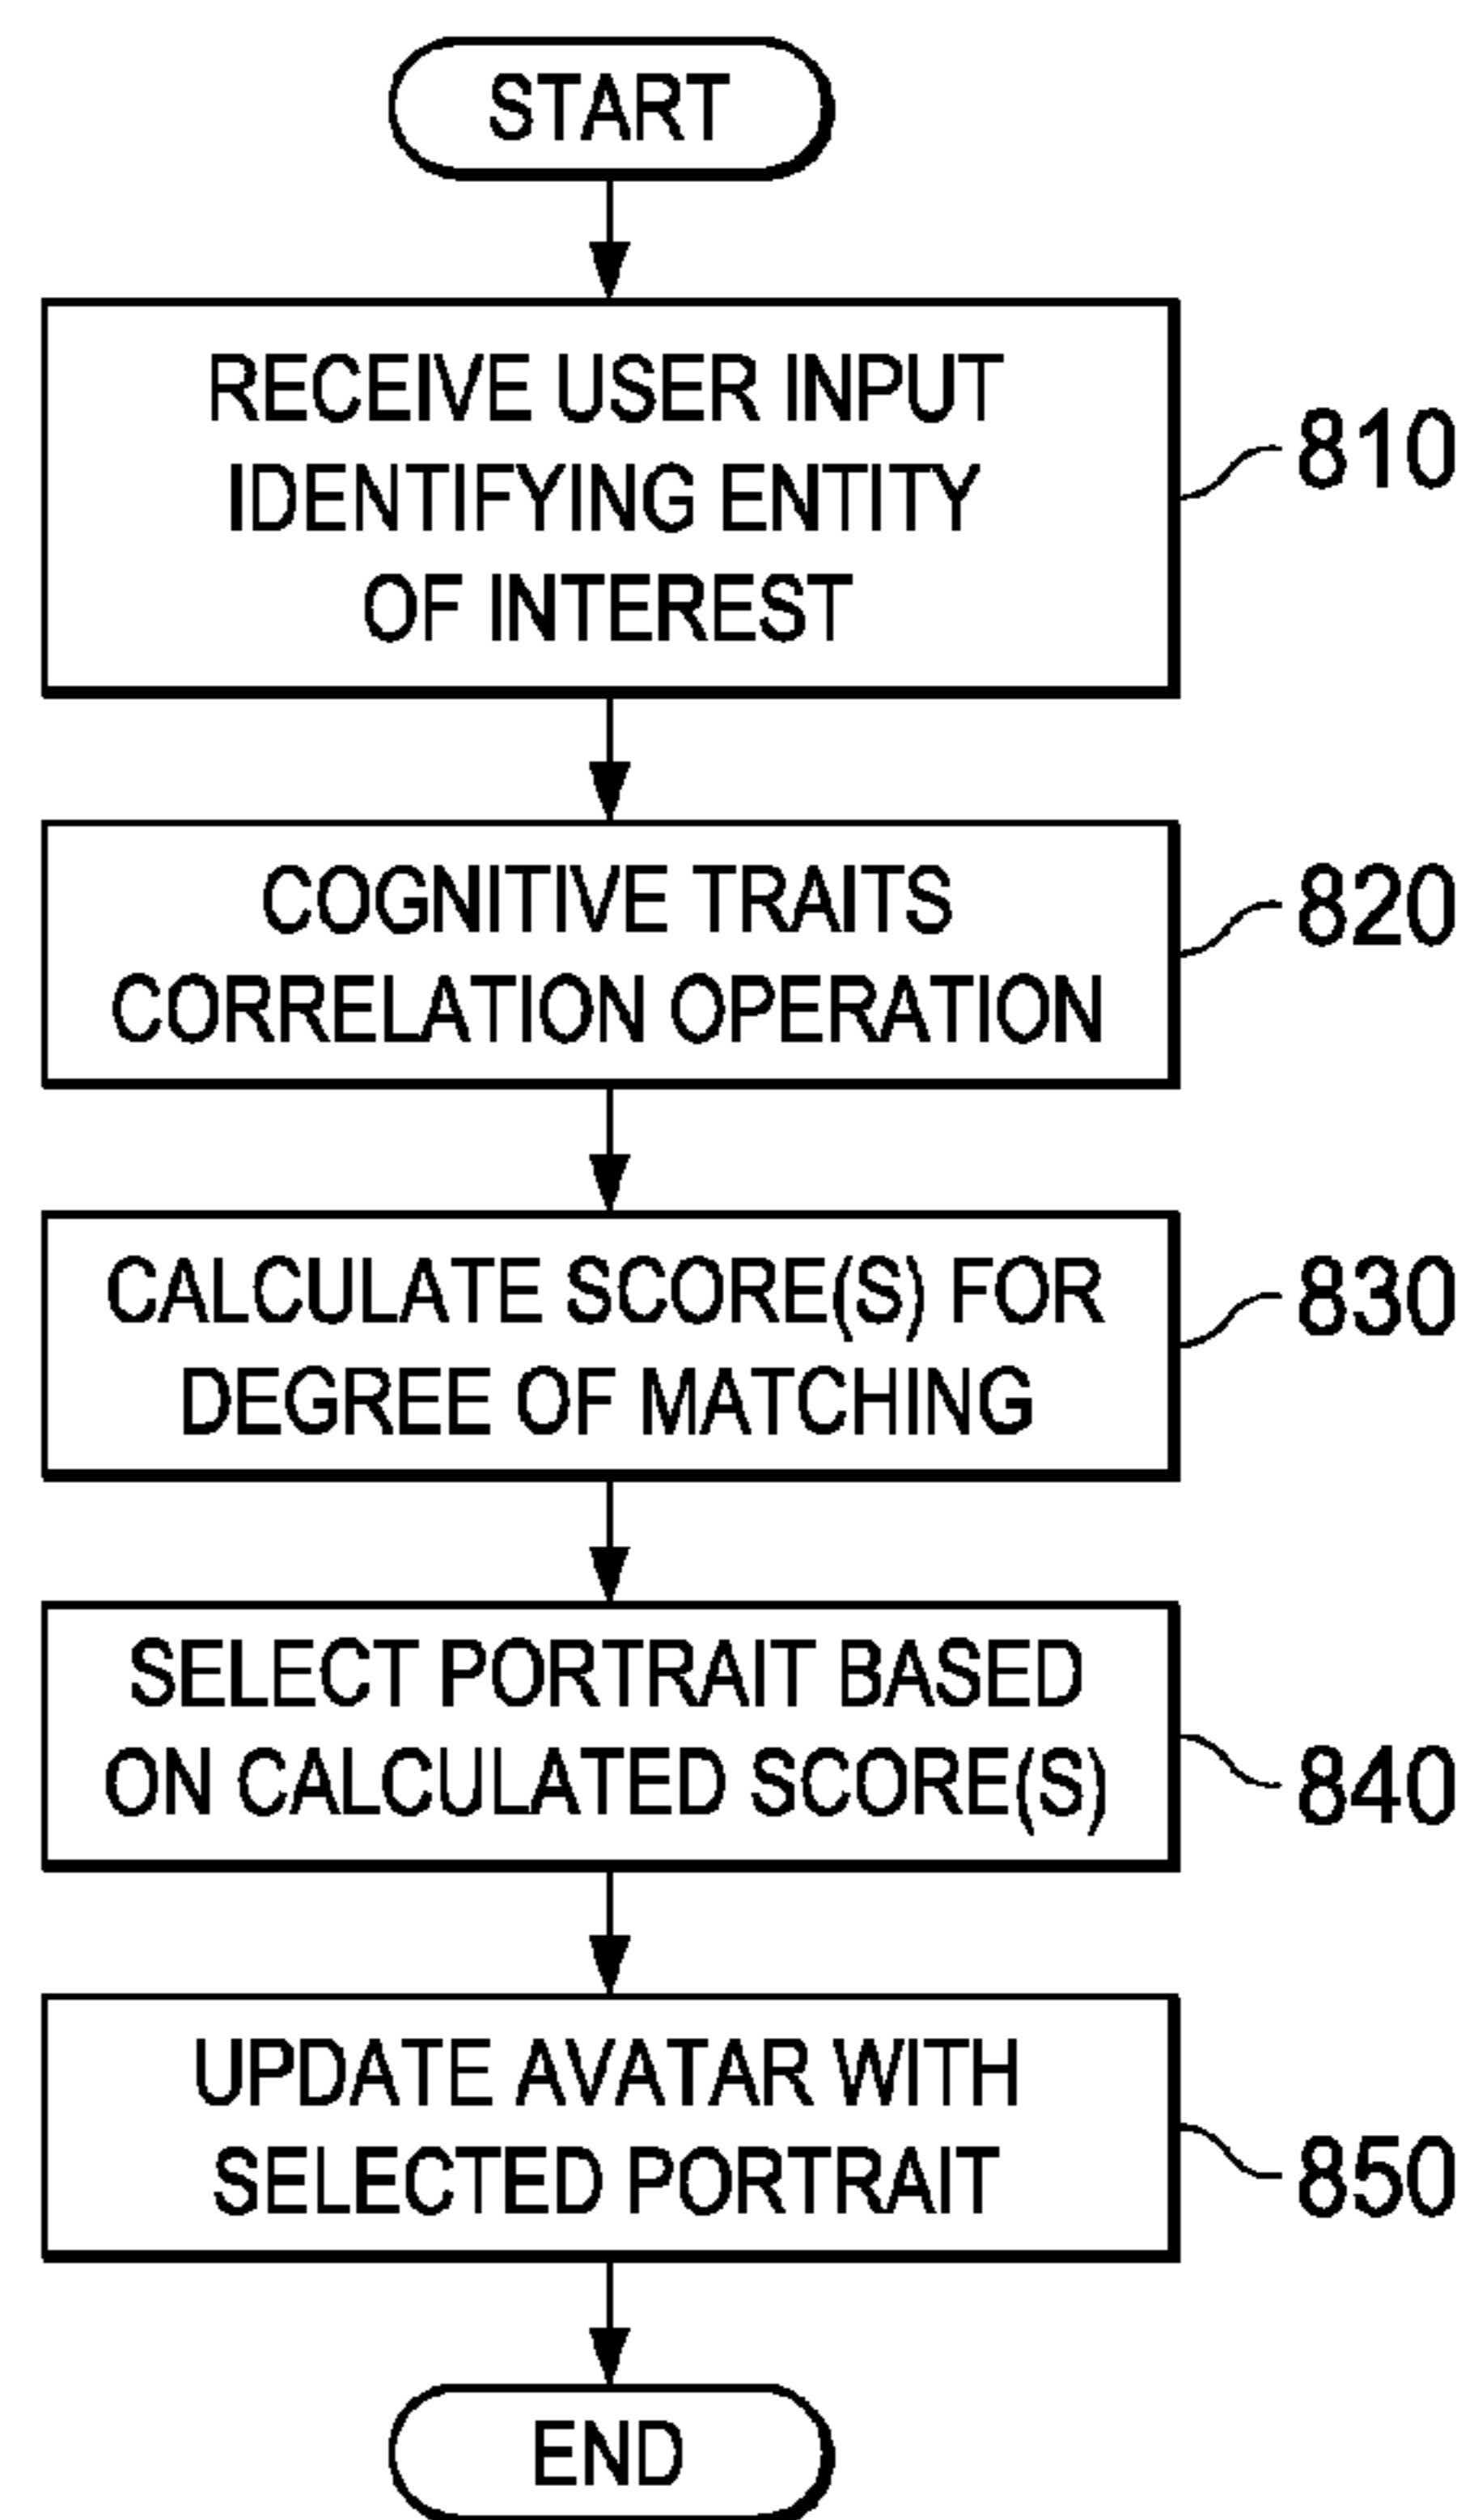 START
RECEIVE USER INPUT
IDENTIFYING ENTITY
OF INTEREST
810
COGNITIVE TRAITS
CORRELATION OPERATION
820
CALCULATE SCORE(S) FOR
DEGREE OF MATCHING
830
SELECT PORTRAIT BASED
ON CALCULATED SCORE(S)
840
UPDATE AVATAR WITH
SELECTED PORTRAIT
850
END